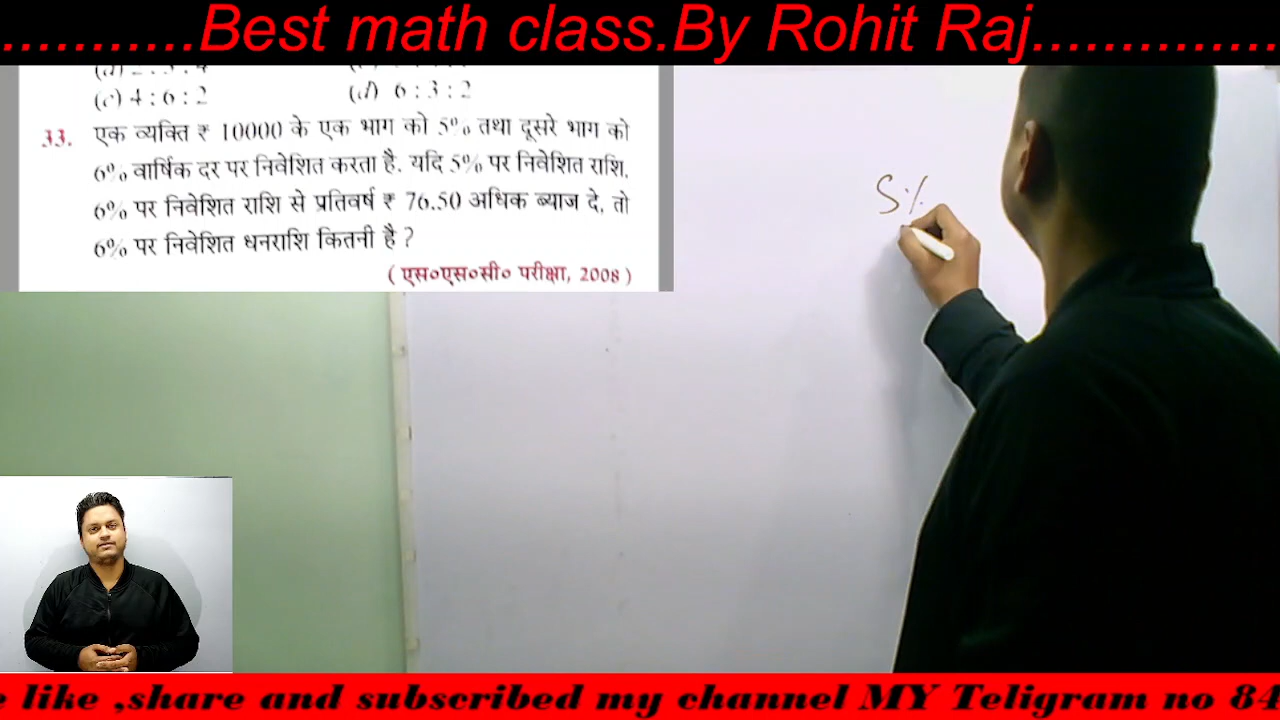 ...........Best math class.By Rohit Raj..............
(c) 4 : 6 : 2 (d) 6 : 3 : 2
33. एक व्यक्ति ₹ 10000 के एक भाग को 5% तथा दूसरे भाग को
6% वार्षिक दर पर निवेशित करता है. यदि 5% पर निवेशित राशि,
6% पर निवेशित राशि से प्रतिवर्ष ₹ 76.50 अधिक ब्याज दे, तो
6% पर निवेशित धनराशि कितनी है ?
( एस०एस०सी० परीक्षा, 2008 )
5%
like ,share and subscribed my channel MY Teligram no 84